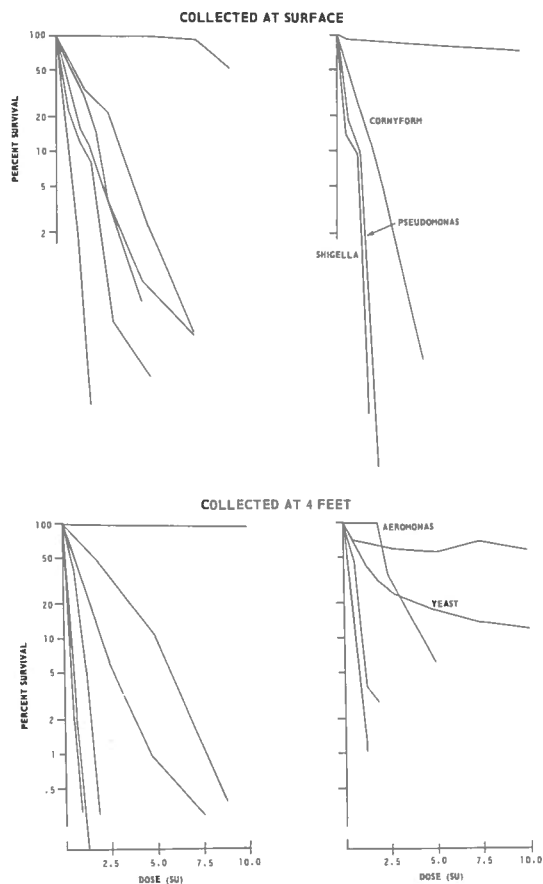 COLLECTED AT SURFACE
PERCENT SURVIVAL
100
50
20
10
5
2
CORNYFORM
PSEUDOMONAS
SHIGELLA
COLLECTED AT 4 FEET
PERCENT SURVIVAL
100
50
20
10
5
2
1
.5
2.5 5.0 7.5 10.0
DOSE (SU)
AEROMONAS
YEAST
2.5 5.0 7.5 10.0
DOSE (SU)